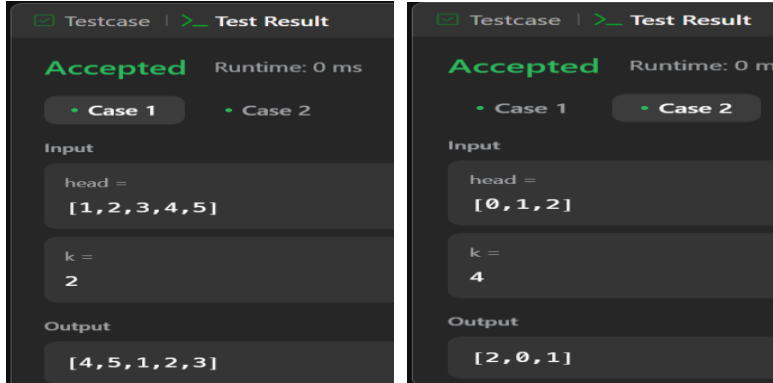 Testcase | >_ Test Result
Accepted Runtime: 0 ms
• Case 1 • Case 2
Input
head =
[1,2,3,4,5]
k =
2
Output
[4,5,1,2,3]
Testcase | >_ Test Result
Accepted Runtime: 0 m
• Case 1 • Case 2
Input
head =
[0,1,2]
k =
4
Output
[2,0,1]